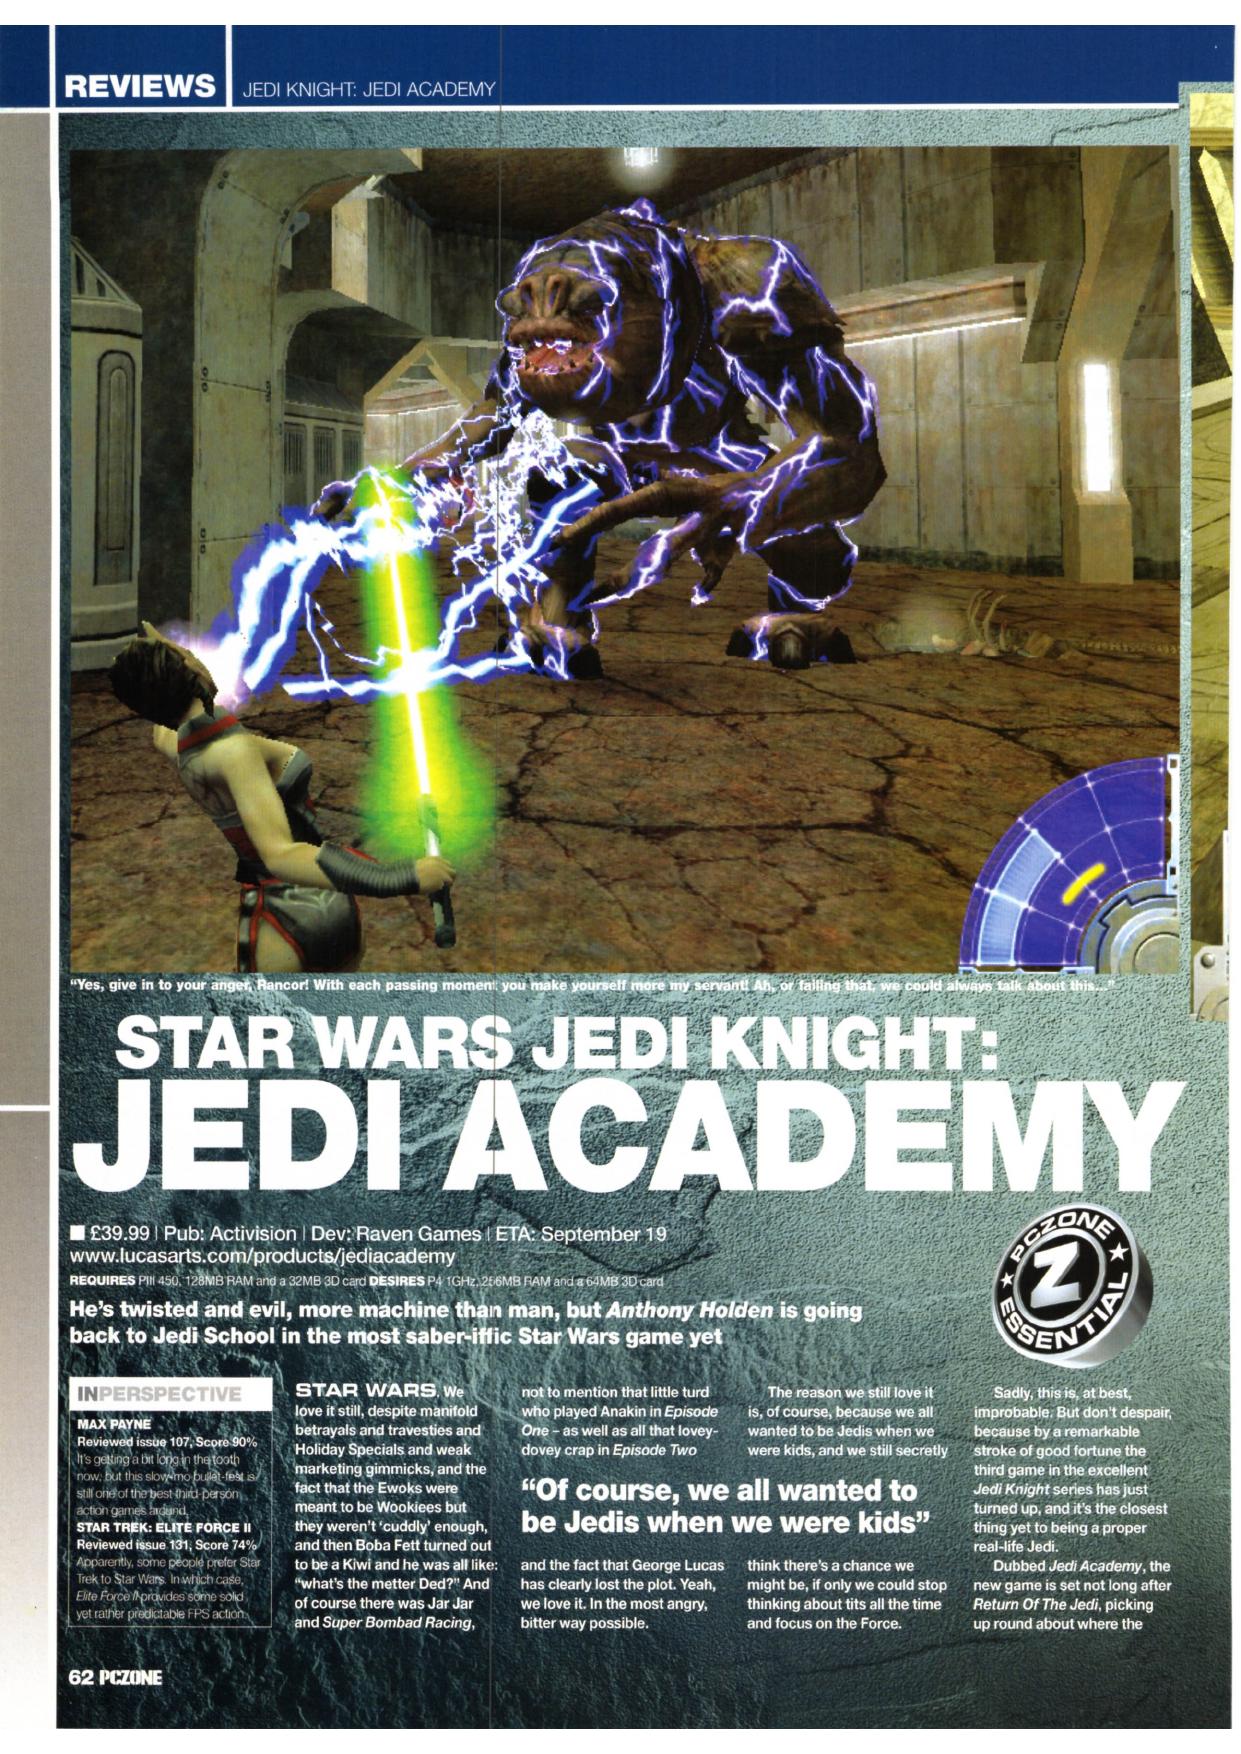 REVIEWS
JEDI KNIGHT: JEDI ACADEMY
"Yes, give in to your anger, Rancor! With each passing moment you make yourself more my servant! Ah, or failing that, we could always talk about this..."
STAR WARS JEDI KNIGHT:
JEDI ACADEMY
■ £39.99 | Pub: Activision | Dev: Raven Games | ETA: September 19
www.lucasarts.com/products/jediacademy
REQUIRES PIII 450, 128MB RAM and a 32MB 3D card DESIRES P4 1GHz, 256MB RAM and a 64MB 3D card
He's twisted and evil, more machine than man, but Anthony Holden is going
back to Jedi School in the most saber-iffic Star Wars game yet
PCZONE
Z
ESSENTIAL
INPERSPECTIVE
MAX PAYNE
Reviewed issue 107, Score 90%
It's getting a bit long in the tooth
now, but this slow-mo bullet-fest is
still one of the best third-person
action games around.
STAR TREK: ELITE FORCE II
Reviewed issue 131, Score 74%
Apparently, some people prefer Star
Trek to Star Wars. In which case,
Elite Force II provides some solid
yet rather predictable FPS action.
STAR WARS. We
love it still, despite manifold
betrayals and travesties and
Holiday Specials and weak
marketing gimmicks, and the
fact that the Ewoks were
meant to be Wookiees but
they weren't 'cuddly' enough,
and then Boba Fett turned out
to be a Kiwi and he was all like:
"what's the metter Ded?" And
of course there was Jar Jar
and Super Bombad Racing,
not to mention that little turd
who played Anakin in Episode
One – as well as all that lovey-
dovey crap in Episode Two
"Of course, we all wanted to
be Jedis when we were kids"
and the fact that George Lucas
has clearly lost the plot. Yeah,
we love it. In the most angry,
bitter way possible.
The reason we still love it
is, of course, because we all
wanted to be Jedis when we
were kids, and we still secretly
think there's a chance we
might be, if only we could stop
thinking about tits all the time
and focus on the Force.
Sadly, this is, at best,
improbable. But don't despair,
because by a remarkable
stroke of good fortune the
third game in the excellent
Jedi Knight series has just
turned up, and it's the closest
thing yet to being a proper
real-life Jedi.
Dubbed Jedi Academy, the
new game is set not long after
Return Of The Jedi, picking
up round about where the
62 PCZONE